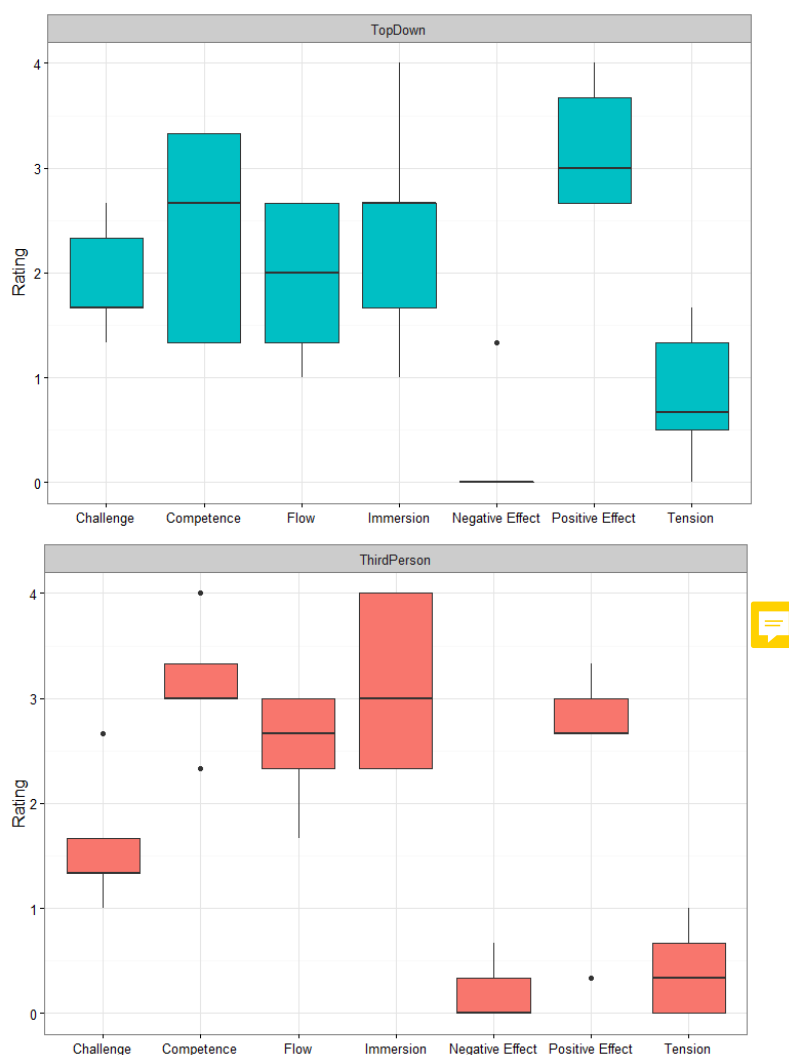 TopDown
4
3
2
1
0
Rating
Challenge Competence Flow Immersion Negative Effect Positive Effect Tension
ThirdPerson
4
3
2
1
0
Rating
Challenge Competence Flow Immersion Negative Effect Positive Effect Tension